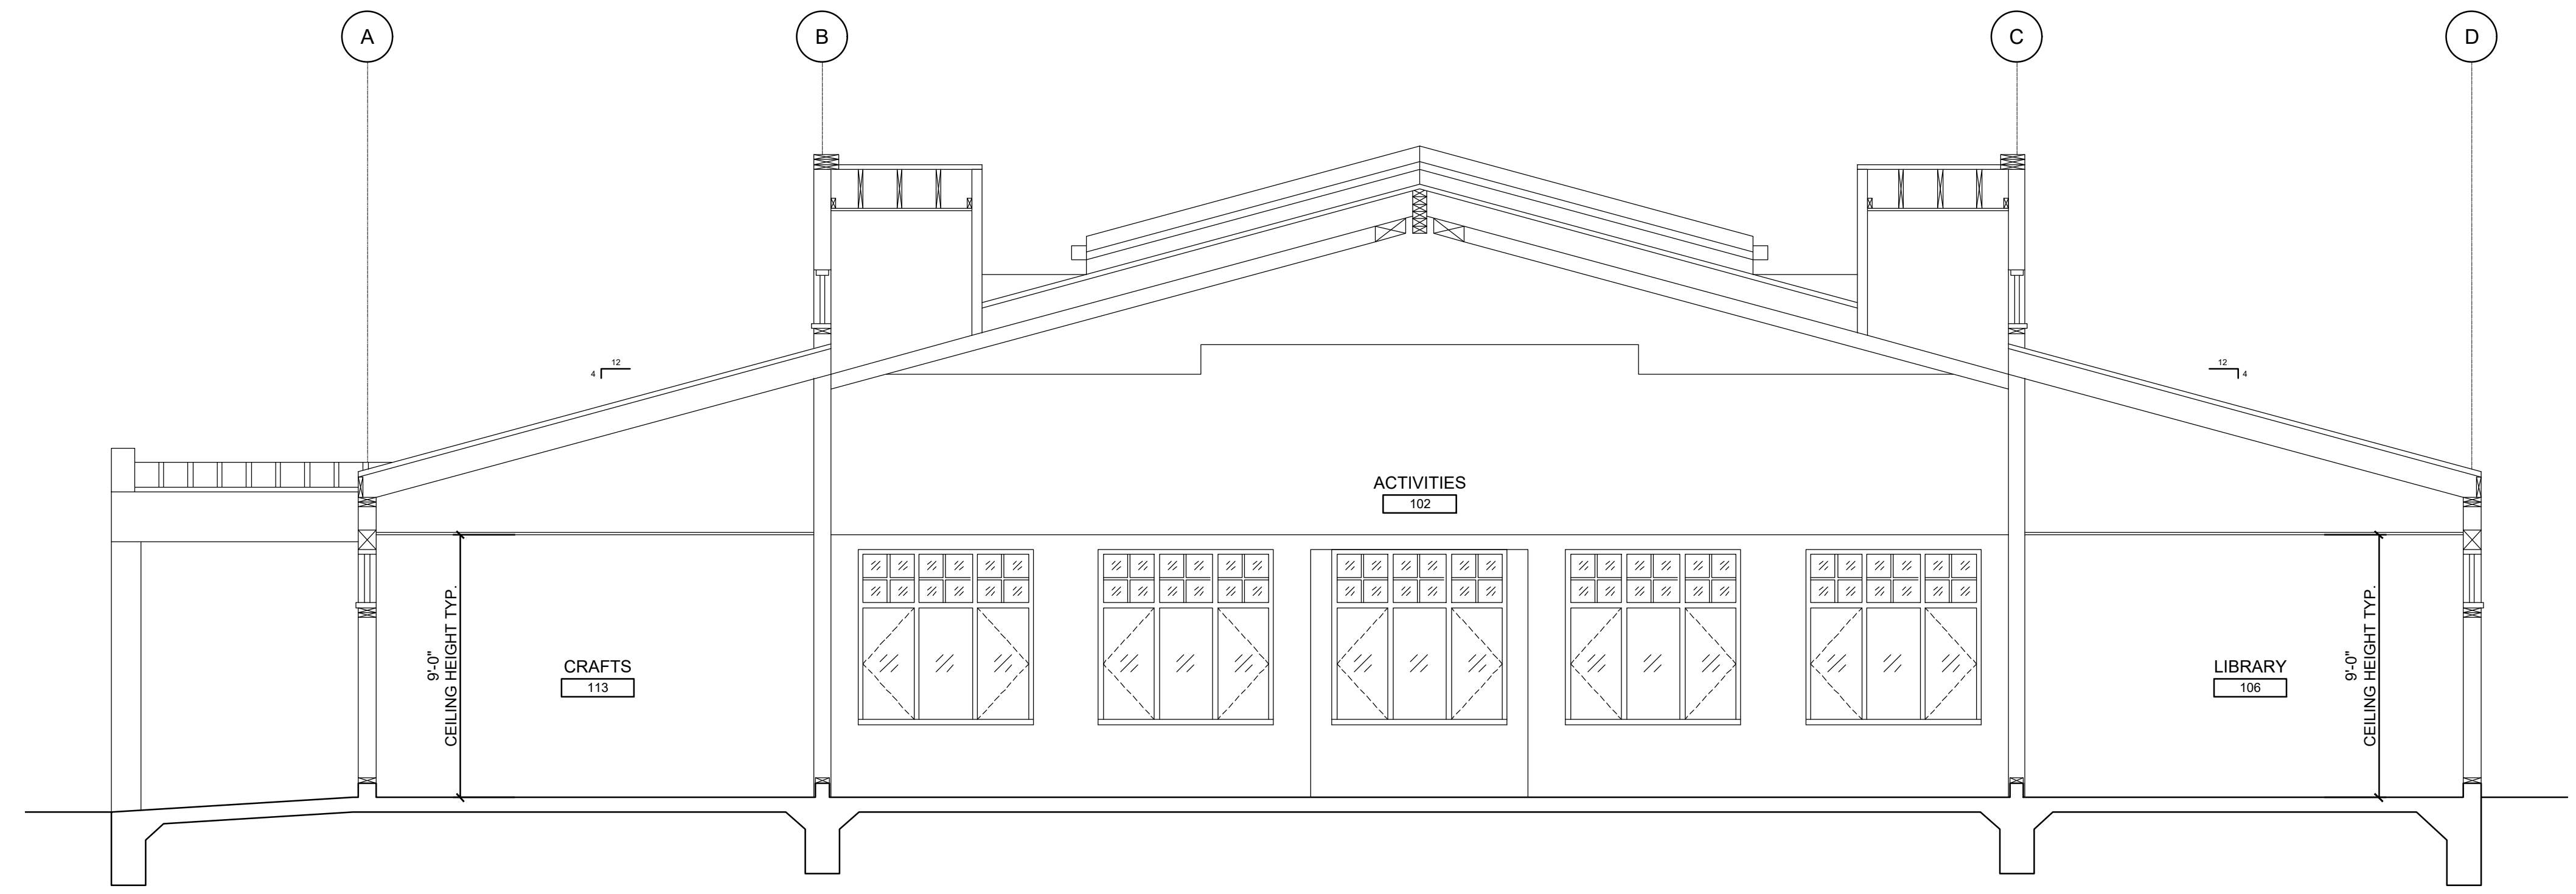 A
B
C
D
12
4
12
4
ACTIVITIES
102
9'-0"
CEILING HEIGHT TYP.
CRAFTS
113
LIBRARY
106
9'-0"
CEILING HEIGHT TYP.